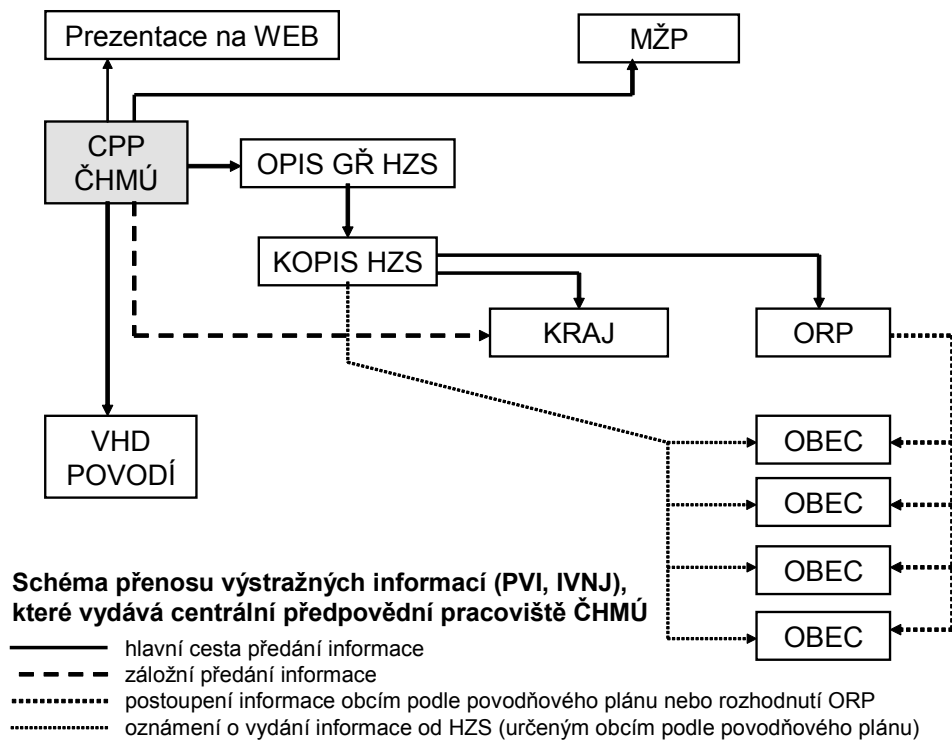 Prezentace na WEB
MŽP
CPP
ČHMÚ
OPIS GŘ HZS
KOPIS HZS
KRAJ
ORP
VHD
POVODÍ
OBEC
OBEC
OBEC
OBEC
Schéma přenosu výstražných informací (PVI, IVNJ),
které vydává centrální předpovědní pracoviště ČHMÚ
hlavní cesta předání informace
záložní předání informace
postoupení informace obcím podle povodňového plánu nebo rozhodnutí ORP
oznámení o vydání informace od HZS (určeným obcím podle povodňového plánu)